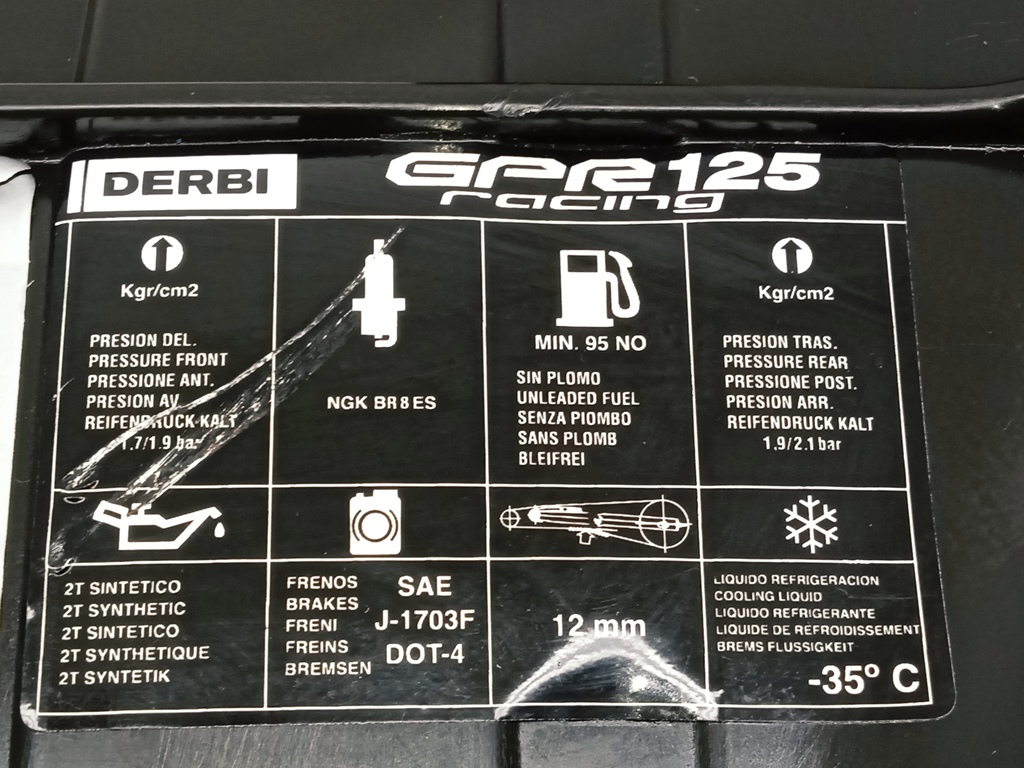 DERBI
GPR 125
racing
Kgr/cm2
PRESION DEL.
PRESSURE FRONT
PRESSIONE ANT.
PRESION AV.
REIFENDRUCK KALT
1.7/1.9 bar
NGK BR8ES
MIN. 95 NO
SIN PLOMO
UNLEADED FUEL
SENZA PIOMBO
SANS PLOMB
BLEIFREI
Kgr/cm2
PRESION TRAS.
PRESSURE REAR
PRESSIONE POST.
PRESION ARR.
REIFENDRUCK KALT
1.9/2.1 bar
2T SINTETICO
2T SYNTHETIC
2T SINTETICO
2T SYNTHETIQUE
2T SYNTETIK
FRENOS
BRAKES
FRENI
FREINS
BREMSEN
SAE
J-1703F
DOT-4
12 mm
LIQUIDO REFRIGERACION
COOLING LIQUID
LIQUIDO REFRIGERANTE
LIQUIDE DE REFROIDISSEMENT
BREMS FLUSSIGKEIT
-35º C